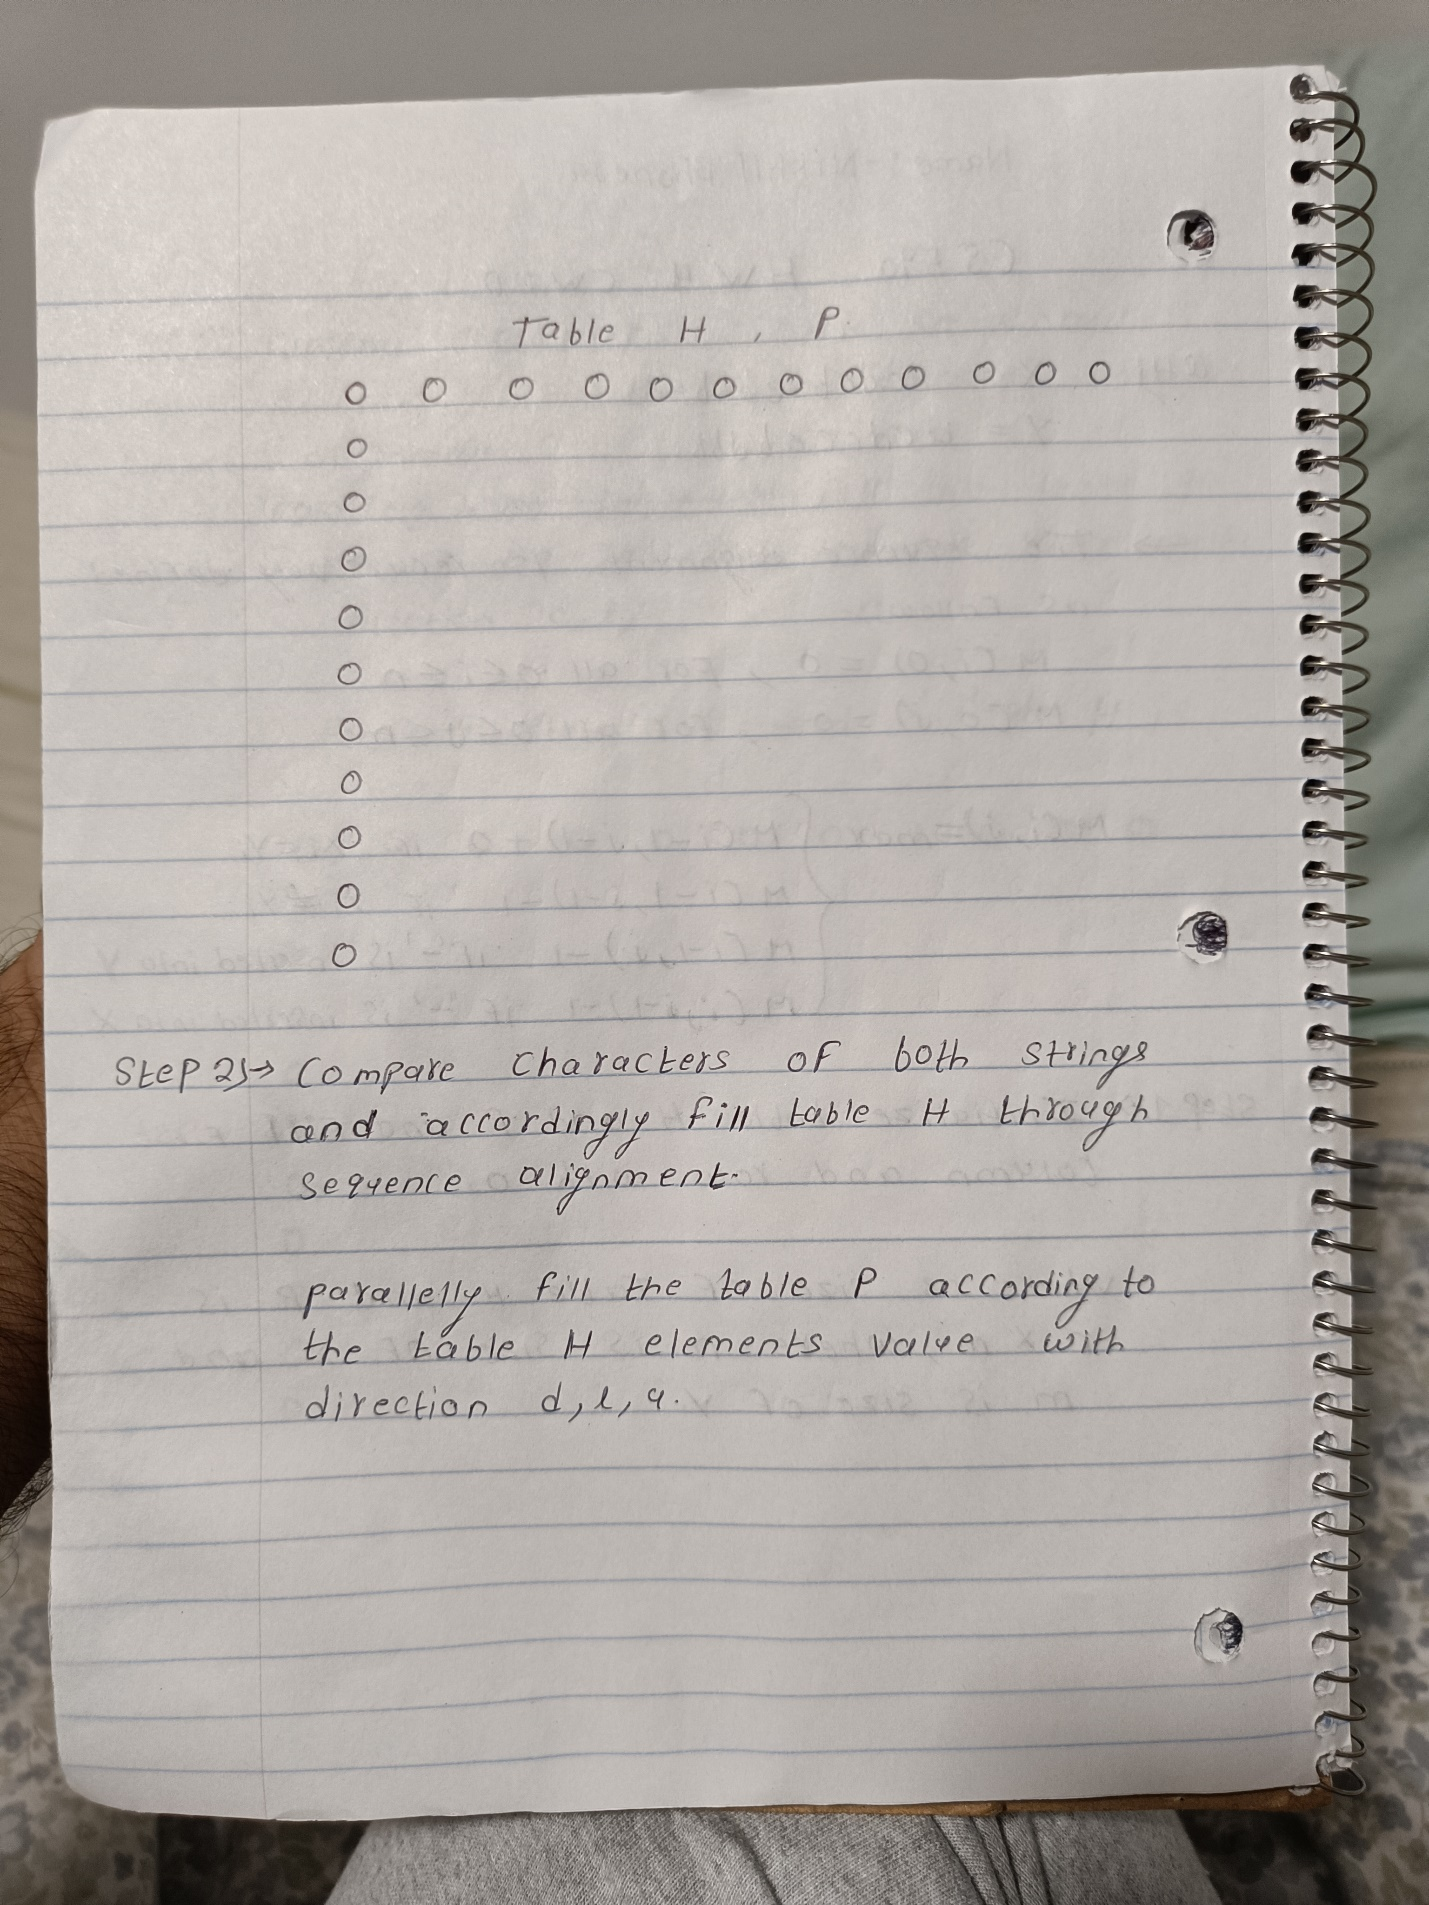 Table H, P.
0 0 0 0 0 0 0 0 0 0 0 0
0
0
0
0
0
0
0
0
0
0
Step 2) → Compare characters of both strings
and accordingly fill table H through
sequence alignment.
parallelly fill the table P according to
the table H elements value with
direction d, l, u.